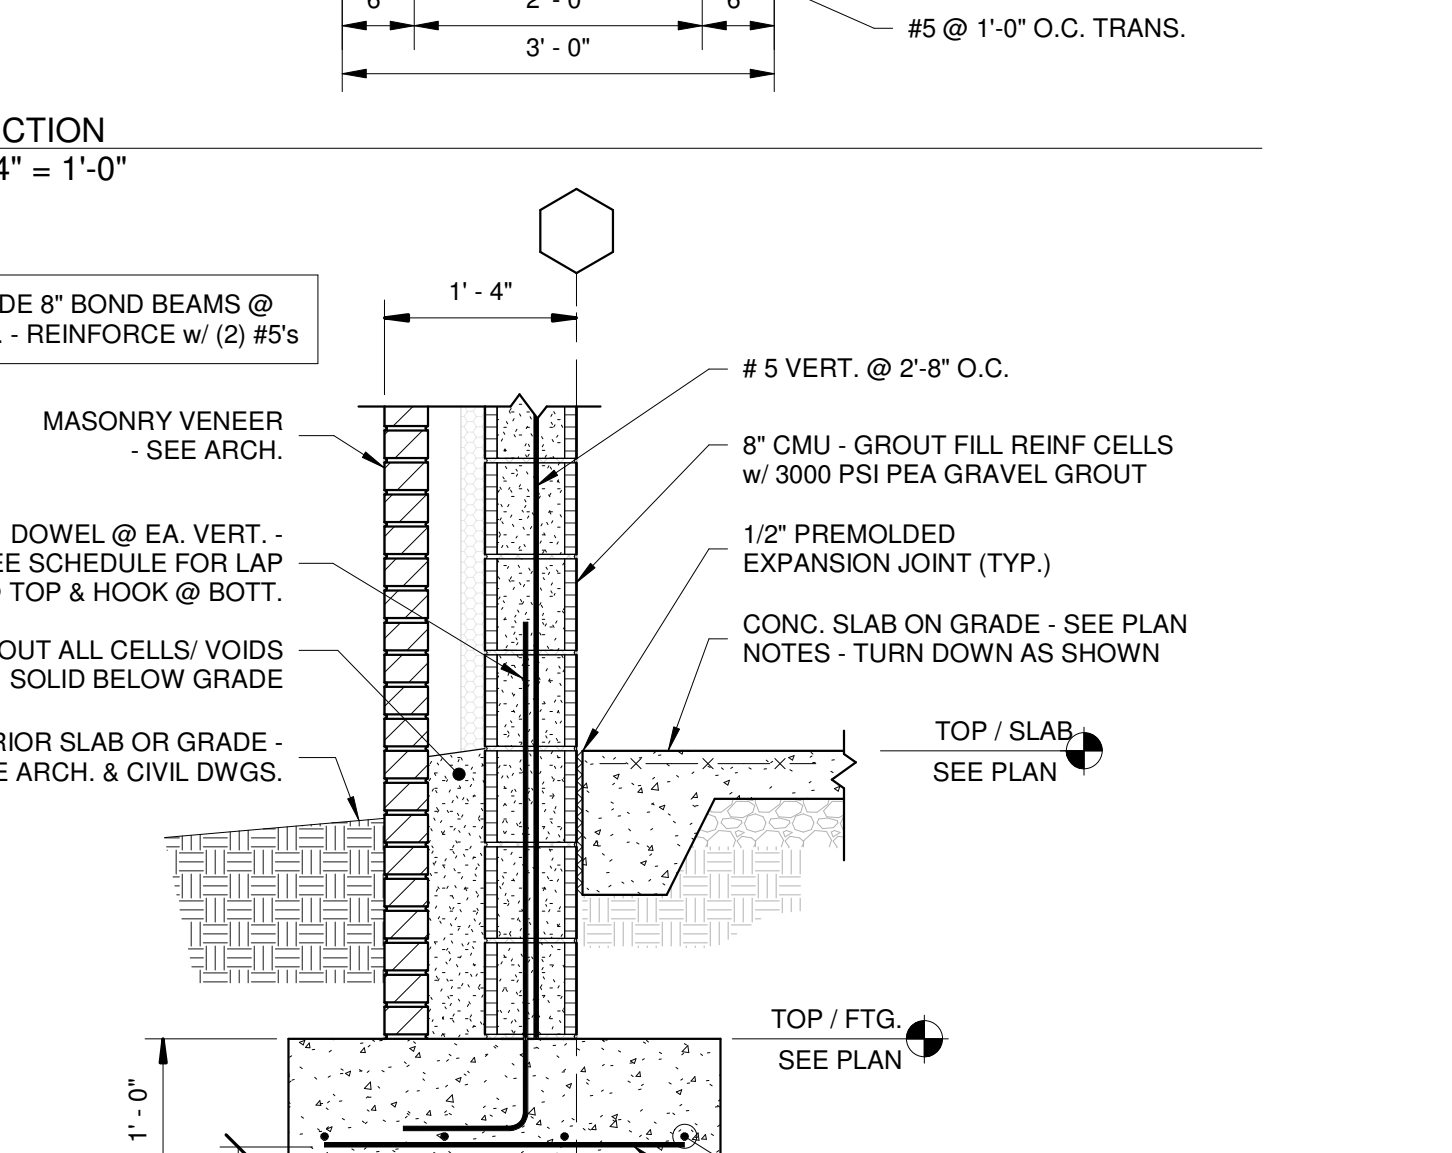 2' - 0"
#5 @ 1'-0" O.C. TRANS.
3' - 0"
CTION
4" = 1'-0"
1' - 4"
DE 8" BOND BEAMS @
. - REINFORCE w/ (2) #5's
# 5 VERT. @ 2'-8" O.C.
MASONRY VENEER
- SEE ARCH.
8" CMU - GROUT FILL REINF CELLS
w/ 3000 PSI PEA GRAVEL GROUT
DOWEL @ EA. VERT. -
EE SCHEDULE FOR LAP
TOP & HOOK @ BOTT.
1/2" PREMOLDED
EXPANSION JOINT (TYP.)
OUT ALL CELLS/ VOIDS
SOLID BELOW GRADE
CONC. SLAB ON GRADE - SEE PLAN
NOTES - TURN DOWN AS SHOWN
RIOR SLAB OR GRADE -
E ARCH. & CIVIL DWGS.
TOP / SLAB
SEE PLAN
TOP / FTG.
SEE PLAN
1' - 0"